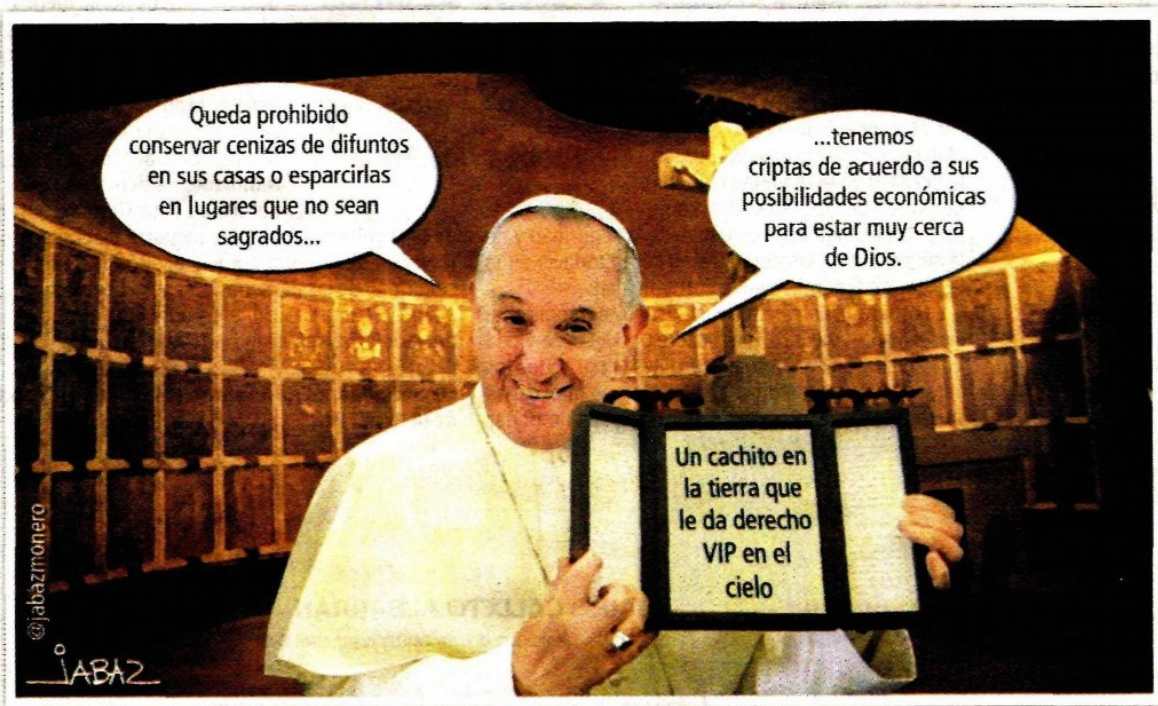 Queda prohibido
conservar cenizas de difuntos
en sus casas o esparcirlas
en lugares que no sean
sagrados...
...tenemos
criptas de acuerdo a sus
posibilidades económicas
para estar muy cerca
de Dios.
Un cachito en
la tierra que
le da derecho
VIP en el
cielo
@jabazmonero
JABAZ